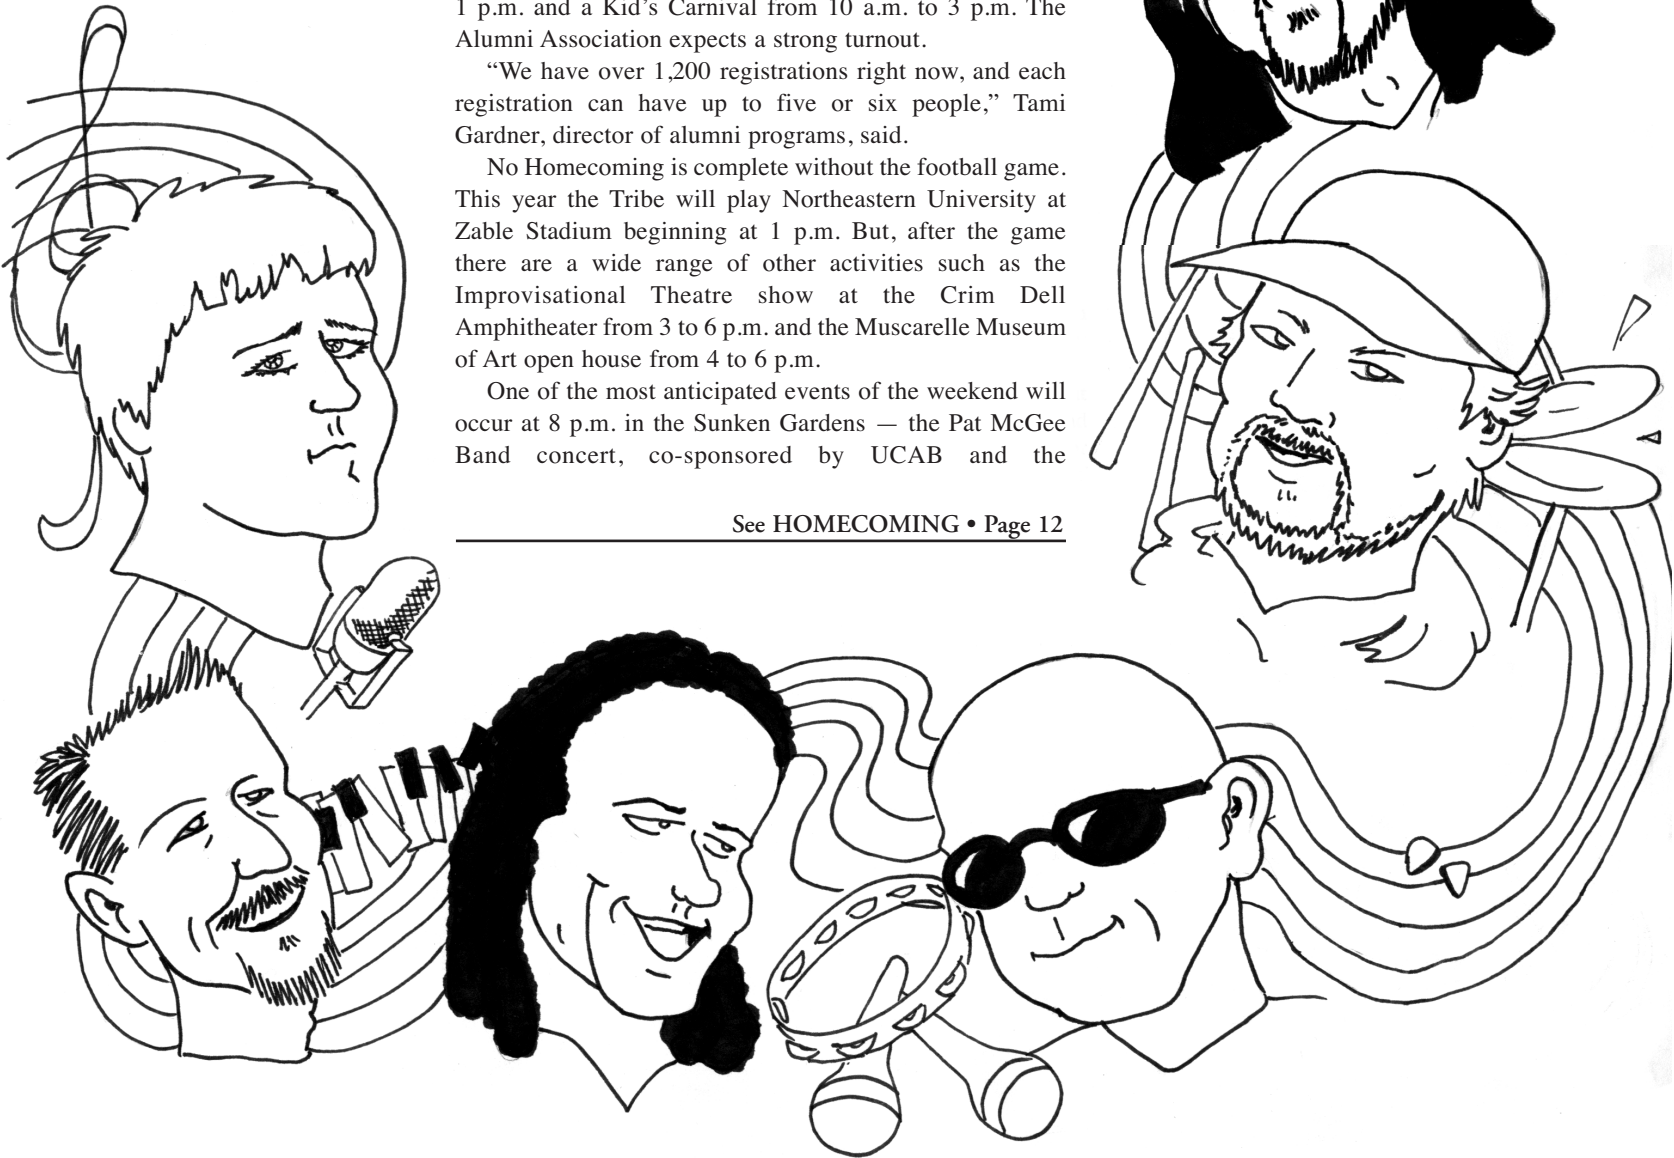 1 p.m. and a Kid’s Carnival from 10 a.m. to 3 p.m. The
Alumni Association expects a strong turnout.
“We have over 1,200 registrations right now, and each
registration can have up to five or six people,” Tami
Gardner, director of alumni programs, said.
No Homecoming is complete without the football game.
This year the Tribe will play Northeastern University at
Zable Stadium beginning at 1 p.m. But, after the game
there are a wide range of other activities such as the
Improvisational Theatre show at the Crim Dell
Amphitheater from 3 to 6 p.m. and the Muscarelle Museum
of Art open house from 4 to 6 p.m.
One of the most anticipated events of the weekend will
occur at 8 p.m. in the Sunken Gardens — the Pat McGee
Band concert, co-sponsored by UCAB and the
See HOMECOMING • Page 12